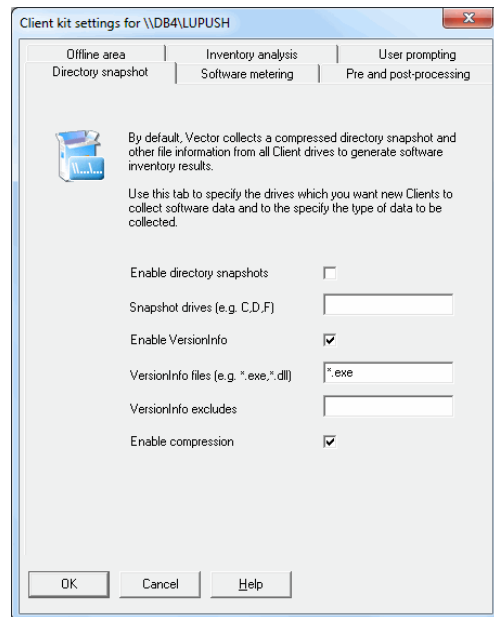 Client kit settings for \\DB4\LUPUSH
Offline area
Inventory analysis
User prompting
Directory snapshot
Software metering
Pre and post-processing
\\...\...
By default, Vector collects a compressed directory snapshot and
other file information from all Client drives to generate software
inventory results.
Use this tab to specify the drives which you want new Clients to
collect software data and to the specify the type of data to be
collected.
Enable directory snapshots
Snapshot drives (e.g. C,D,F)
Enable VersionInfo
VersionInfo files (e.g. *.exe,*.dll)
*.exe
VersionInfo excludes
Enable compression
OK
Cancel
Help